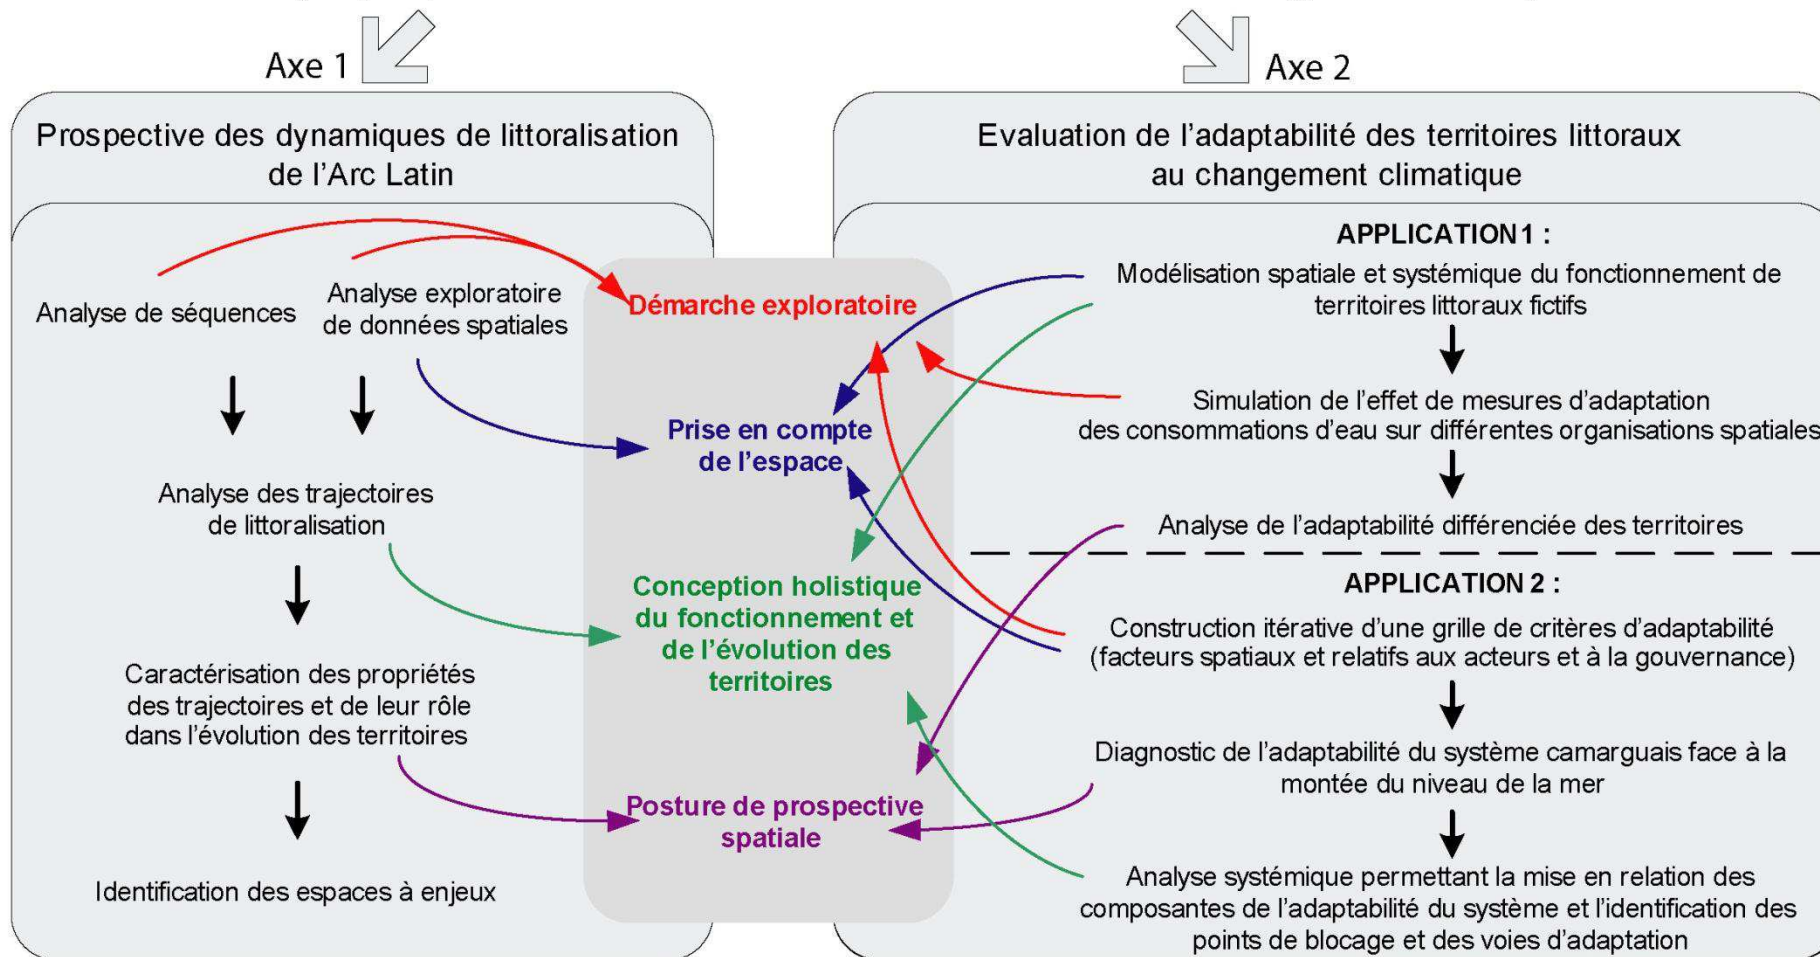 Axe 1
Prospective des dynamiques de littoralisation
de l'Arc Latin
Analyse de séquences
Analyse exploratoire
de données spatiales
Analyse des trajectoires
de littoralisation
Caractérisation des propriétés
des trajectoires et de leur rôle
dans l'évolution des territoires
Identification des espaces à enjeux
Démarche exploratoire
Prise en compte
de l'espace
Conception holistique
du fonctionnement et
de l'évolution des
territoires
Posture de prospective
spatiale
Axe 2
Evaluation de l'adaptabilité des territoires littoraux
au changement climatique
APPLICATION 1 :
Modélisation spatiale et systémique du fonctionnement de
territoires littoraux fictifs
Simulation de l'effet de mesures d'adaptation
des consommations d'eau sur différentes organisations spatiales
Analyse de l'adaptabilité différenciée des territoires
APPLICATION 2 :
Construction itérative d'une grille de critères d'adaptabilité
(facteurs spatiaux et relatifs aux acteurs et à la gouvernance)
Diagnostic de l'adaptabilité du système camarguais face à la
montée du niveau de la mer
Analyse systémique permettant la mise en relation des
composantes de l'adaptabilité du système et l'identification des
points de blocage et des voies d'adaptation